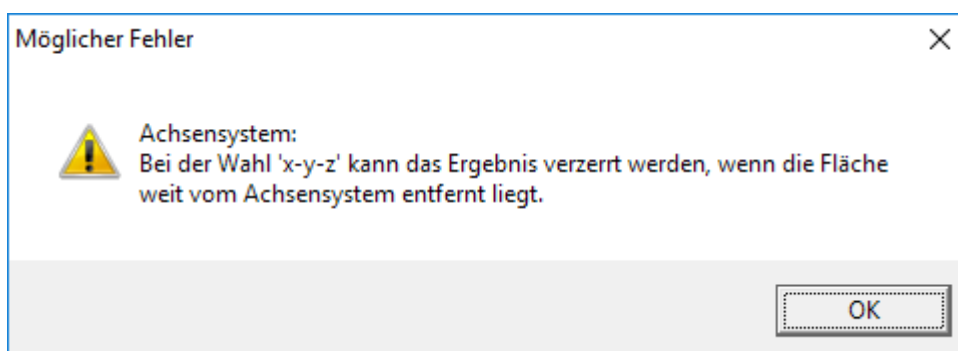 Möglicher Fehler
Achsensystem:
Bei der Wahl 'x-y-z' kann das Ergebnis verzerrt werden, wenn die Fläche
weit vom Achsensystem entfernt liegt.
OK